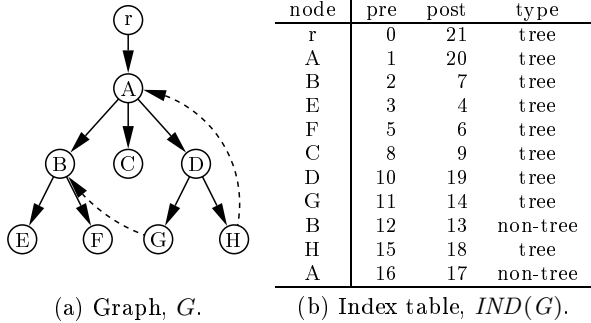 r
A
B
C
D
E
F
G
H
(a) Graph, G.
node pre post type
r 0 21 tree
A 1 20 tree
B 2 7 tree
E 3 4 tree
F 5 6 tree
C 8 9 tree
D 10 19 tree
G 11 14 tree
B 12 13 non-tree
H 15 18 tree
A 16 17 non-tree
(b) Index table, IND(G).